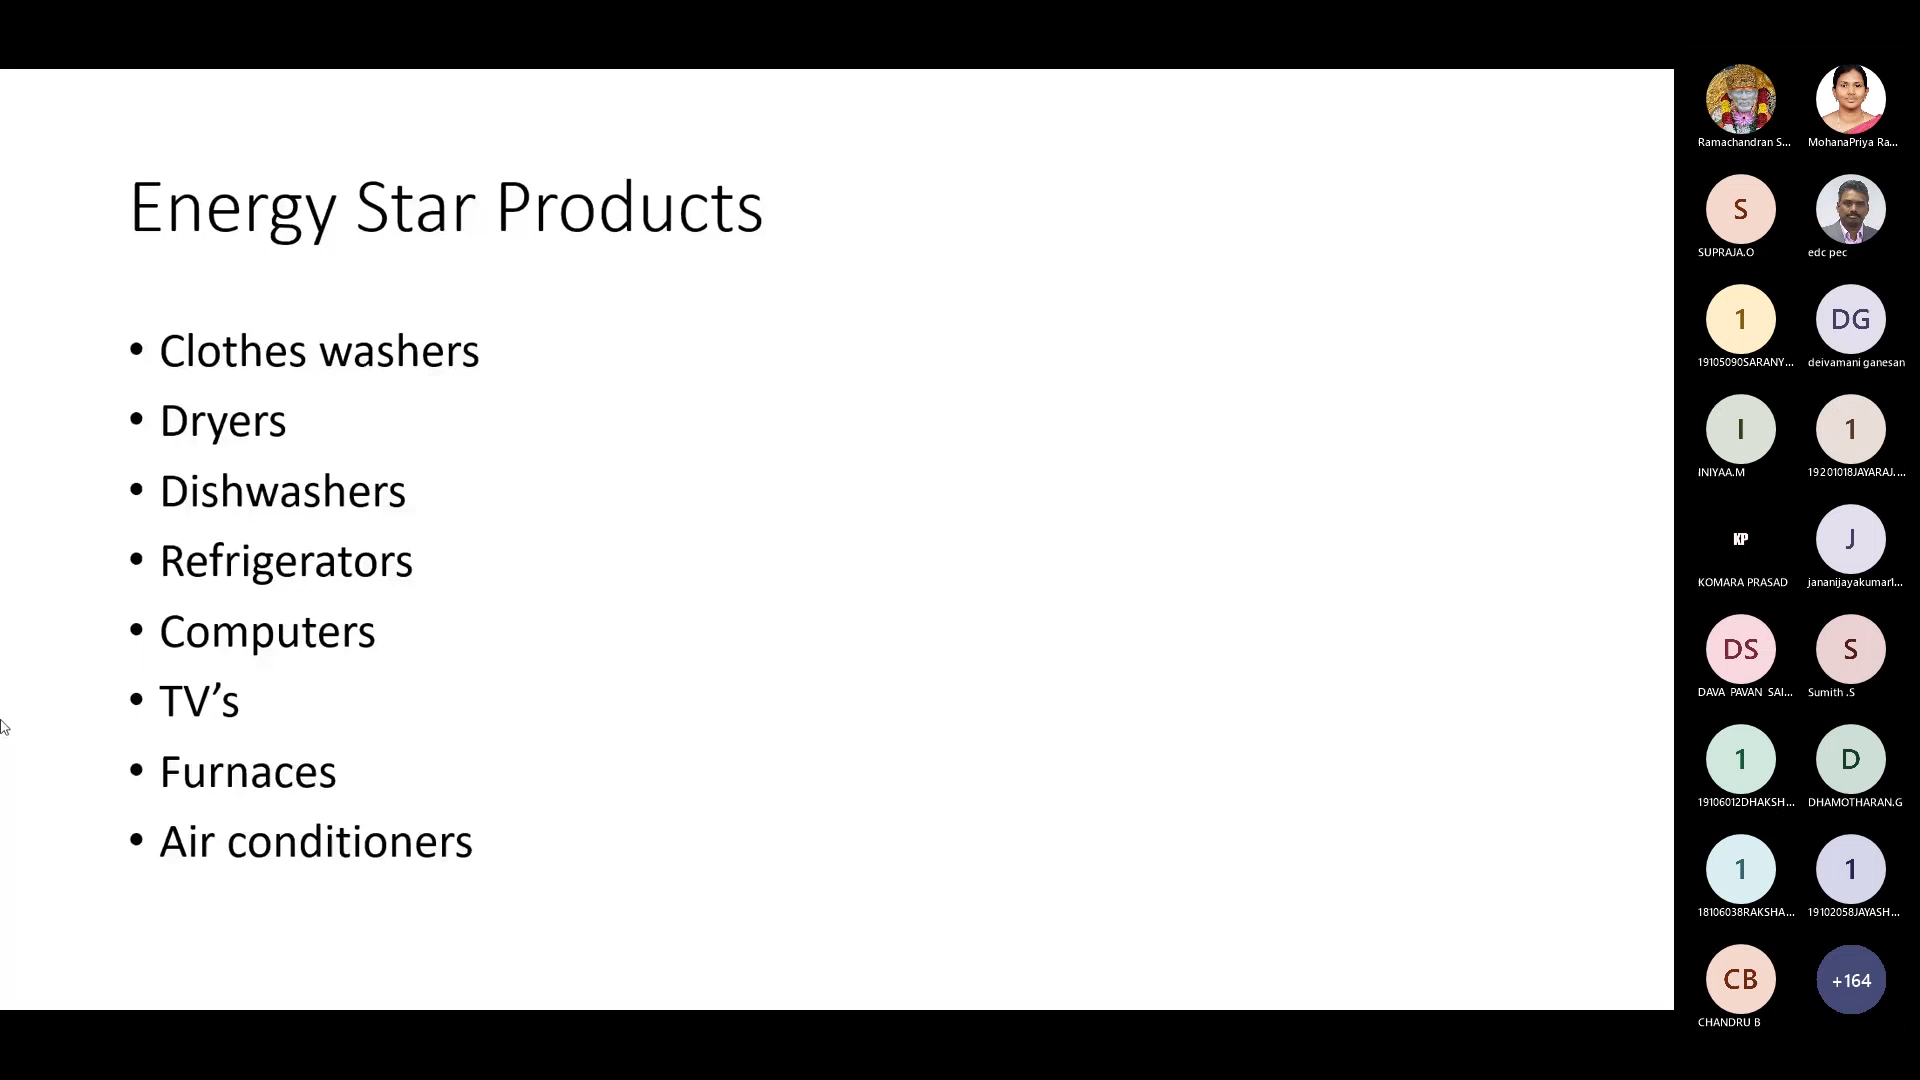 Energy Star Products
• Clothes washers
• Dryers
• Dishwashers
• Refrigerators
• Computers
• TV’s
• Furnaces
• Air conditioners
Ramachandran S...
MohanaPriya Ra...
S
SUPRAJA.O
edc pec
1
19105090SARANY...
DG
deivamani ganesan
I
INIYAA.M
1
19201018JAYARAJ....
KP
KOMARA PRASAD
J
jananijayakumarl...
DS
DAVA PAVAN SAI...
S
Sumith .S
1
19106012DHAKSH...
D
DHAMOTHARAN.G
1
18106038RAKSHA...
1
19102058JAYASH...
CB
CHANDRU B
+164